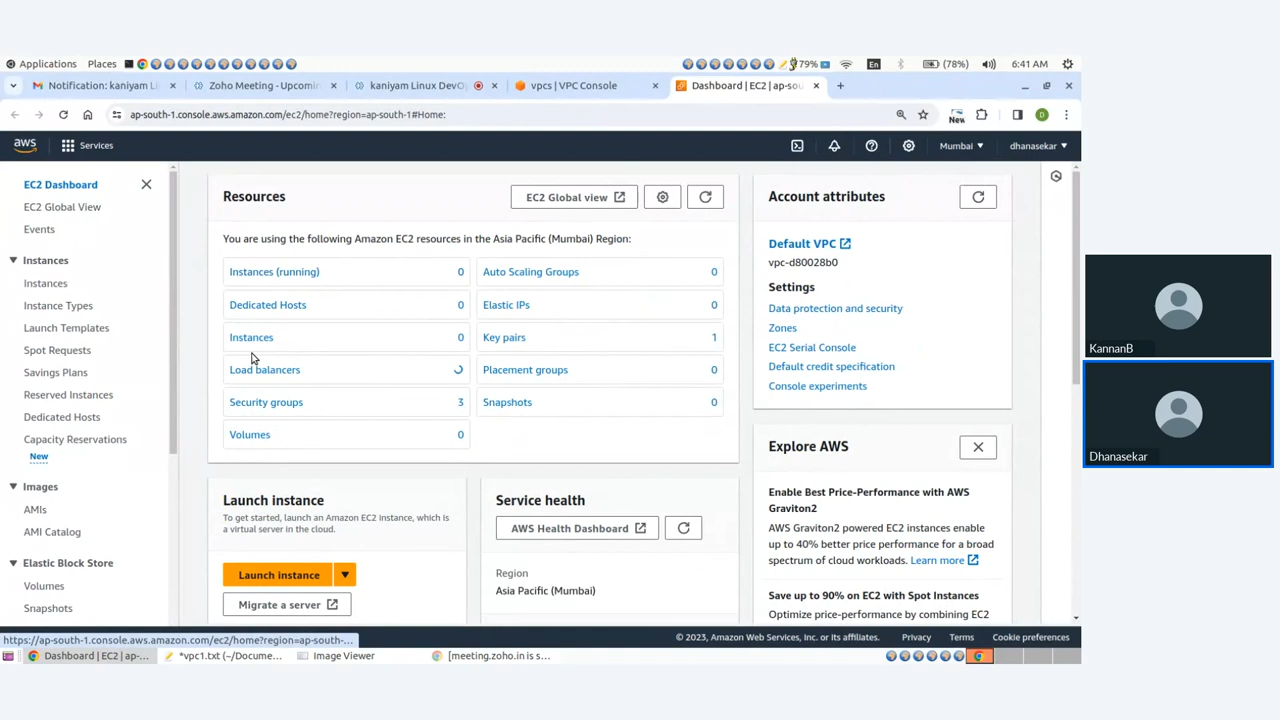 Applications Places 79% En (78%) 6:41 AM
Notification: kaniyam Li Zoho Meeting - Upcomin kaniyam Linux DevO vpcs | VPC Console Dashboard | EC2 | ap-sou
ap-south-1.console.aws.amazon.com/ec2/home?region=ap-south-1#Home: New
aws Services Mumbai dhanasekar
EC2 Dashboard
EC2 Global View
Events
Instances
Instances
Instance Types
Launch Templates
Spot Requests
Savings Plans
Reserved Instances
Dedicated Hosts
Capacity Reservations
New
Images
AMIs
AMI Catalog
Elastic Block Store
Volumes
Snapshots
Resources EC2 Global view
You are using the following Amazon EC2 resources in the Asia Pacific (Mumbai) Region:
Instances (running) 0 Auto Scaling Groups 0
Dedicated Hosts 0 Elastic IPs 0
Instances 0 Key pairs 1
Load balancers Placement groups 0
Security groups 3 Snapshots 0
Volumes 0
Launch instance
To get started, launch an Amazon EC2 instance, which is
a virtual server in the cloud.
Launch instance
Migrate a server
Service health
AWS Health Dashboard
Region
Asia Pacific (Mumbai)
Account attributes
Default VPC
vpc-d80028b0
Settings
Data protection and security
Zones
EC2 Serial Console
Default credit specification
Console experiments
Explore AWS
Enable Best Price-Performance with AWS
Graviton2
AWS Graviton2 powered EC2 instances enable
up to 40% better price performance for a broad
spectrum of cloud workloads. Learn more
Save up to 90% on EC2 with Spot Instances
Optimize price-performance by combining EC2
KannanB
Dhanasekar
https://ap-south-1.console.aws.amazon.com/ec2/home?region=ap-south-...
© 2023, Amazon Web Services, Inc. or its affiliates. Privacy Terms Cookie preferences
Dashboard | EC2 | ap-... *vpc1.txt (~/Docume... Image Viewer [meeting.zoho.in is s...